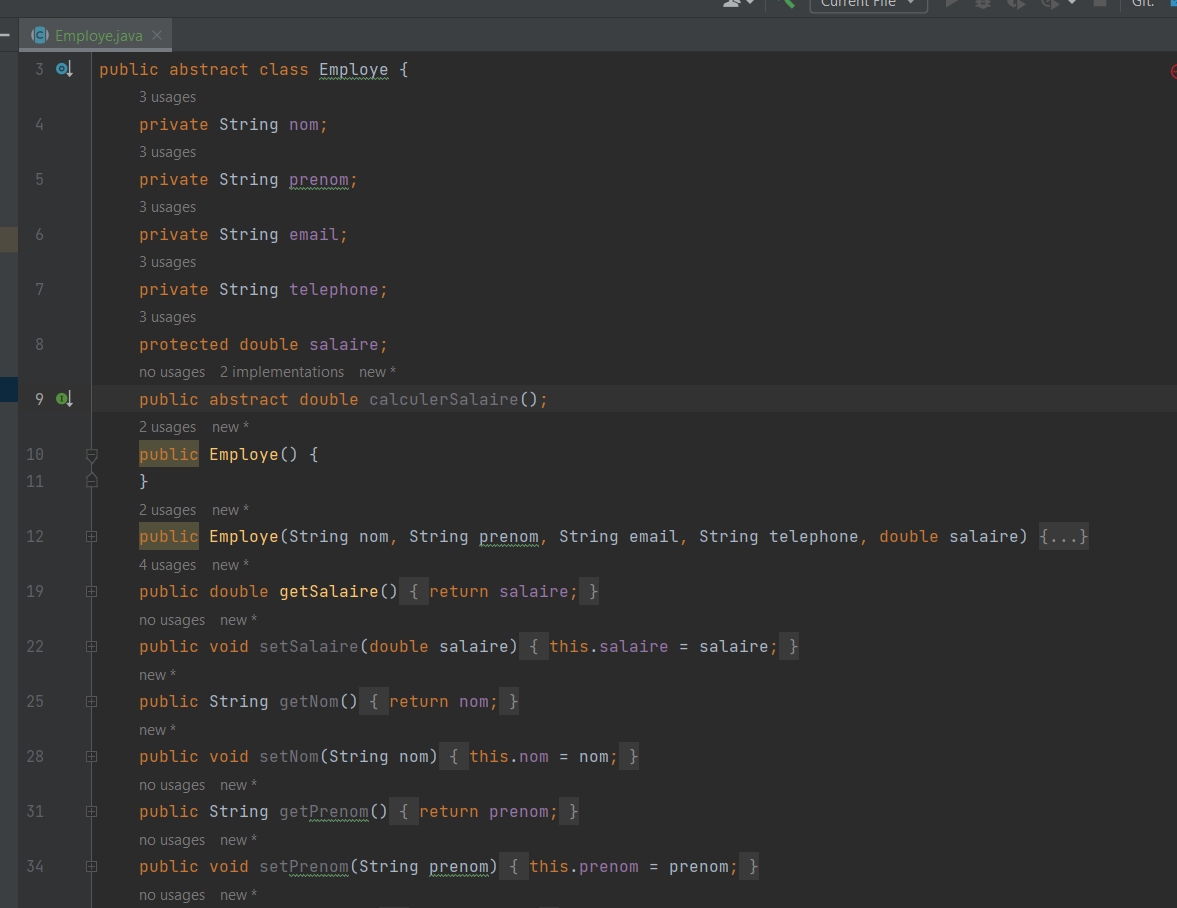 Current File
Git:
Employe.java
3 public abstract class Employe {
3 usages
4 private String nom;
3 usages
5 private String prenom;
3 usages
6 private String email;
3 usages
7 private String telephone;
3 usages
8 protected double salaire;
no usages 2 implementations new *
9 public abstract double calculerSalaire();
2 usages new *
10 public Employe() {
11 }
2 usages new *
12 public Employe(String nom, String prenom, String email, String telephone, double salaire) {...}
4 usages new *
19 public double getSalaire() { return salaire; }
no usages new *
22 public void setSalaire(double salaire) { this.salaire = salaire; }
new *
25 public String getNom() { return nom; }
new *
28 public void setNom(String nom) { this.nom = nom; }
no usages new *
31 public String getPrenom() { return prenom; }
no usages new *
34 public void setPrenom(String prenom) { this.prenom = prenom; }
no usages new *